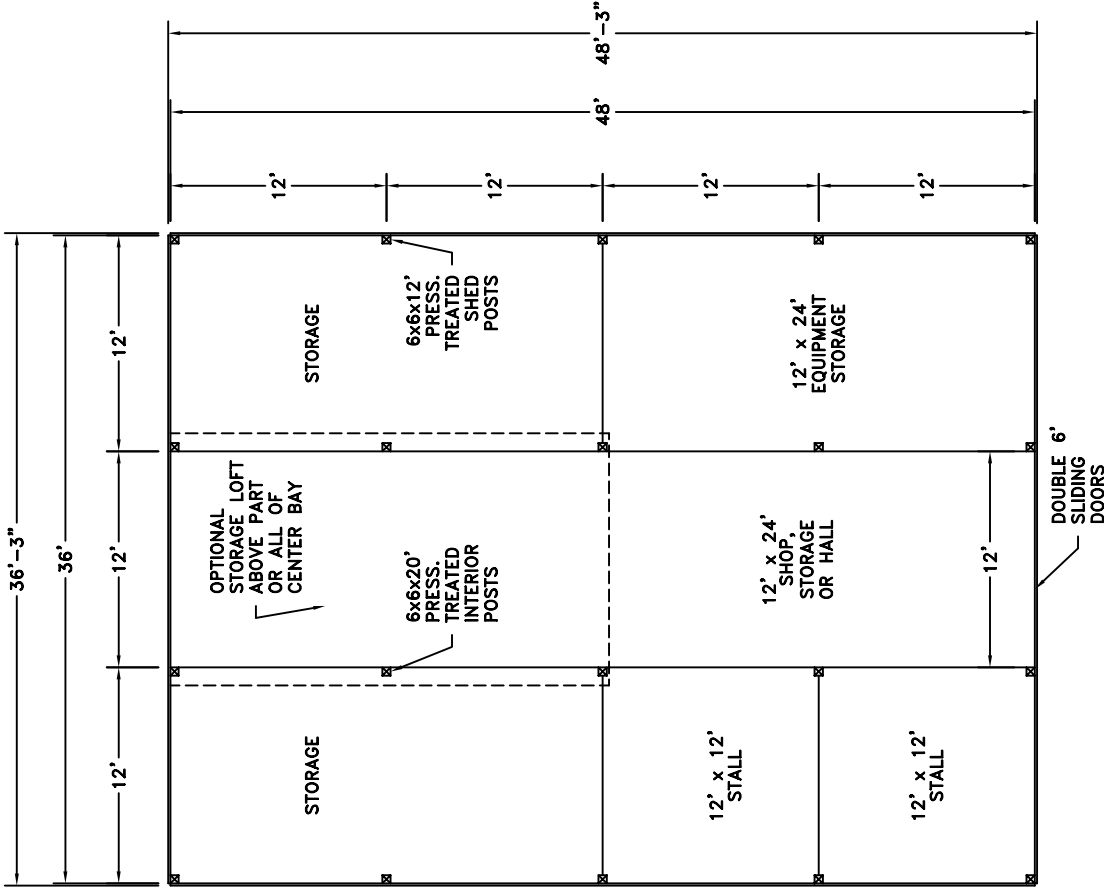 36'-3"
36'
12'
12'
12'
48'-3"
48'
12'
12'
12'
12'
STORAGE
6x6x12'
PRESS.
TREATED
SHED
POSTS
12' x 24'
EQUIPMENT
STORAGE
OPTIONAL
STORAGE LOFT
ABOVE PART
OR ALL OF
CENTER BAY
6x6x20'
PRESS.
TREATED
INTERIOR
POSTS
12' x 24'
SHOP,
STORAGE
OR HALL
12'
DOUBLE 6'
SLIDING
DOORS
STORAGE
12' x 12'
STALL
12' x 12'
STALL